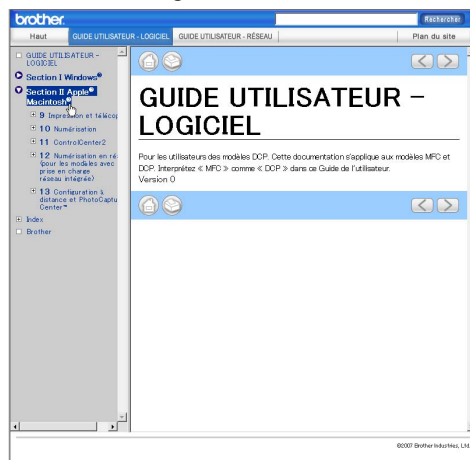 brother
Rechercher
Haut
GUIDE UTILISATEUR - LOGICIEL
GUIDE UTILISATEUR - RÉSEAU
Plan du site
GUIDE UTILISATEUR -
LOGICIEL
Section I Windows®
Section II Apple®
Macintosh®
9 Impression et télécop
10 Numérisation
11 ControlCenter2
12 Numérisation en rés
(pour les modèles avec
prise en charge
réseau intégrée)
13 Configuration à
distance et PhotoCaptu
Center™
Index
Brother
GUIDE UTILISATEUR –
LOGICIEL
Pour les utilisateurs des modèles DCP. Cette documentation s'applique aux modèles MFC et
DCP. Interprétez « MFC » comme « DCP » dans ce Guide de l'utilisateur.
Version 0
©2007 Brother Industries, Ltd.